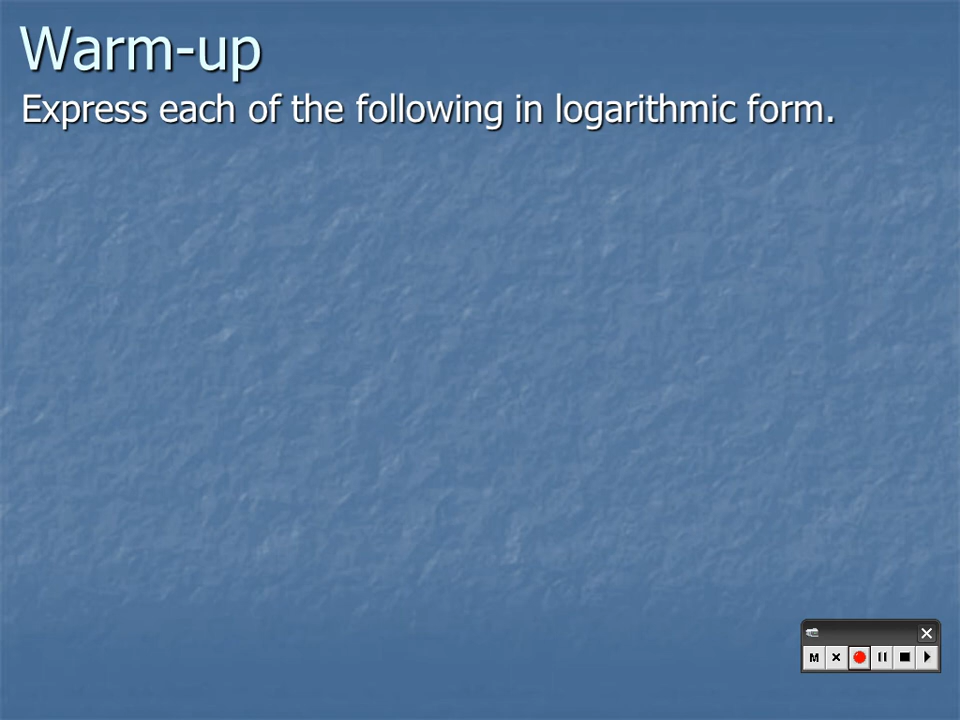 Warm-up
Express each of the following in logarithmic form.
M